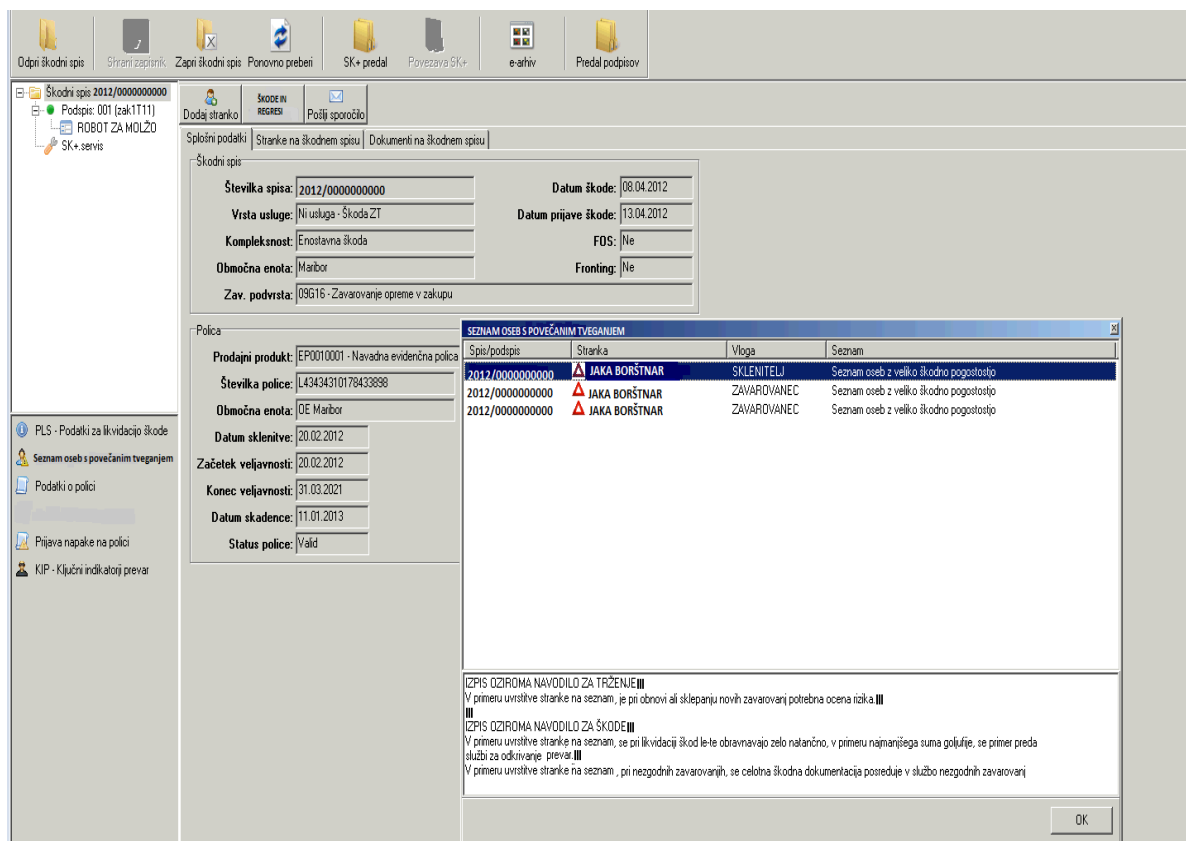 Odpri škodni spis Shrani zapisnik Zapri škodni spis Ponovno preberi SK+ predal Povezava SK+ e-arhiv Predal podpisov
Škodni spis 2012/0000000000
Podspis: 001 (zak1T11)
ROBOT ZA MOLŽO
SK+.servis
Dodaj stranko ŠKODE IN REGRESI Pošlji sporočilo
Splošni podatki Stranke na škodnem spisu Dokumenti na škodnem spisu
Škodni spis
Številka spisa: 2012/0000000000 Datum škode: 08.04.2012
Vrsta usluge: Ni usluga - Škoda ZT Datum prijave škode: 13.04.2012
Kompleksnost: Enostavna škoda FOS: Ne
Območna enota: Maribor Fronting: Ne
Zav. podvrsta: 09G16 - Zavarovanje opreme v zakupu
Polica
Prodajni produkt: EP0010001 - Navadna evidenčna polica
Številka police: L43434310178433898
Območna enota: OE Maribor
Datum sklenitve: 20.02.2012
Začetek veljavnosti: 20.02.2012
Konec veljavnosti: 31.03.2021
Datum skadence: 11.01.2013
Status police: Valid
PLS - Podatki za likvidacijo škode
Seznam oseb s povečanim tveganjem
Podatki o polici
Prijava napake na polici
KIP - Ključni indikatorji prevar
SEZNAM OSEB S POVEČANIM TVEGANJEM
Spis/podspis Stranka Vloga Seznam
2012/0000000000 JAKA BORŠTNAR SKLENITELJ Seznam oseb z veliko škodno pogostostjo
2012/0000000000 JAKA BORŠTNAR ZAVAROVANEC Seznam oseb z veliko škodno pogostostjo
2012/0000000000 JAKA BORŠTNAR ZAVAROVANEC Seznam oseb z veliko škodno pogostostjo
IZPIS OZIROMA NAVODILO ZA TRŽENJE
V primeru uvrstitve stranke na seznam, je pri obnovi ali sklepanju novih zavarovanj potrebna ocena rizika.
IZPIS OZIROMA NAVODILO ZA ŠKODE
V primeru uvrstitve stranke na seznam, se pri likvidaciji škod le-te obravnavajo zelo natančno, v primeru najmanjšega suma goljufije, se primer preda
službi za odkrivanje prevar.
V primeru uvrstitve stranke na seznam , pri nezgodnih zavarovanjih, se celotna škodna dokumentacija posreduje v službo nezgodnih zavarovanj
OK